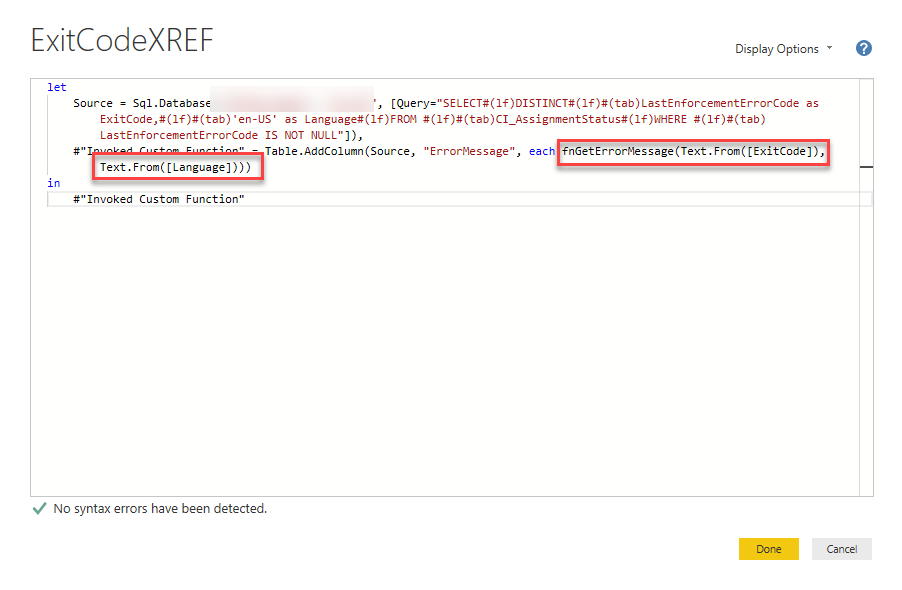 ExitCodeXREF
Display Options
?
let
Source = Sql.Database ", [Query="SELECT#(lf)DISTINCT#(lf)#(tab)LastEnforcementErrorCode as
ExitCode,#(lf)#(tab)'en-US' as Language#(lf)FROM #(lf)#(tab)CI_AssignmentStatus#(lf)WHERE #(lf)#(tab)
LastEnforcementErrorCode IS NOT NULL"]),
#"Invoked Custom Function" = Table.AddColumn(Source, "ErrorMessage", each fnGetErrorMessage(Text.From([ExitCode]),
Text.From([Language])))
in
#"Invoked Custom Function"
No syntax errors have been detected.
Done
Cancel